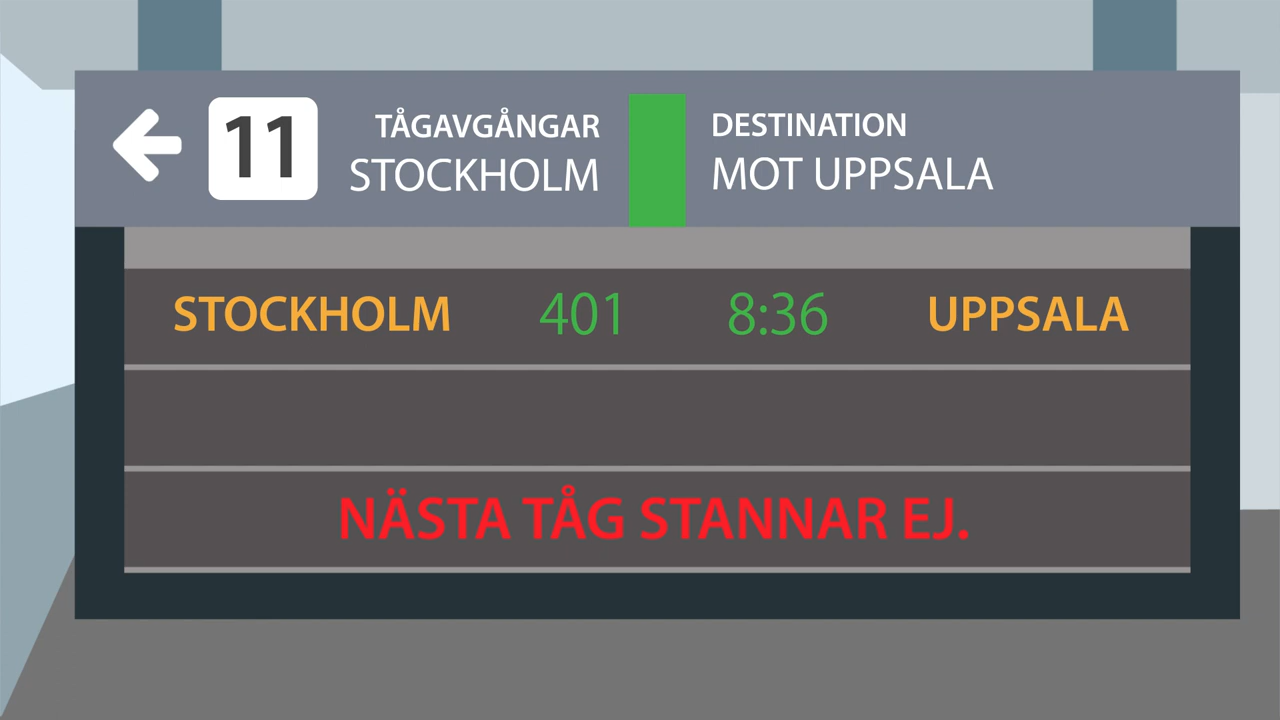 11
TÅGAVGÅNGAR
STOCKHOLM
DESTINATION
MOT UPPSALA
STOCKHOLM 401 8:36 UPPSALA
NÄSTA TÅG STANNAR EJ.